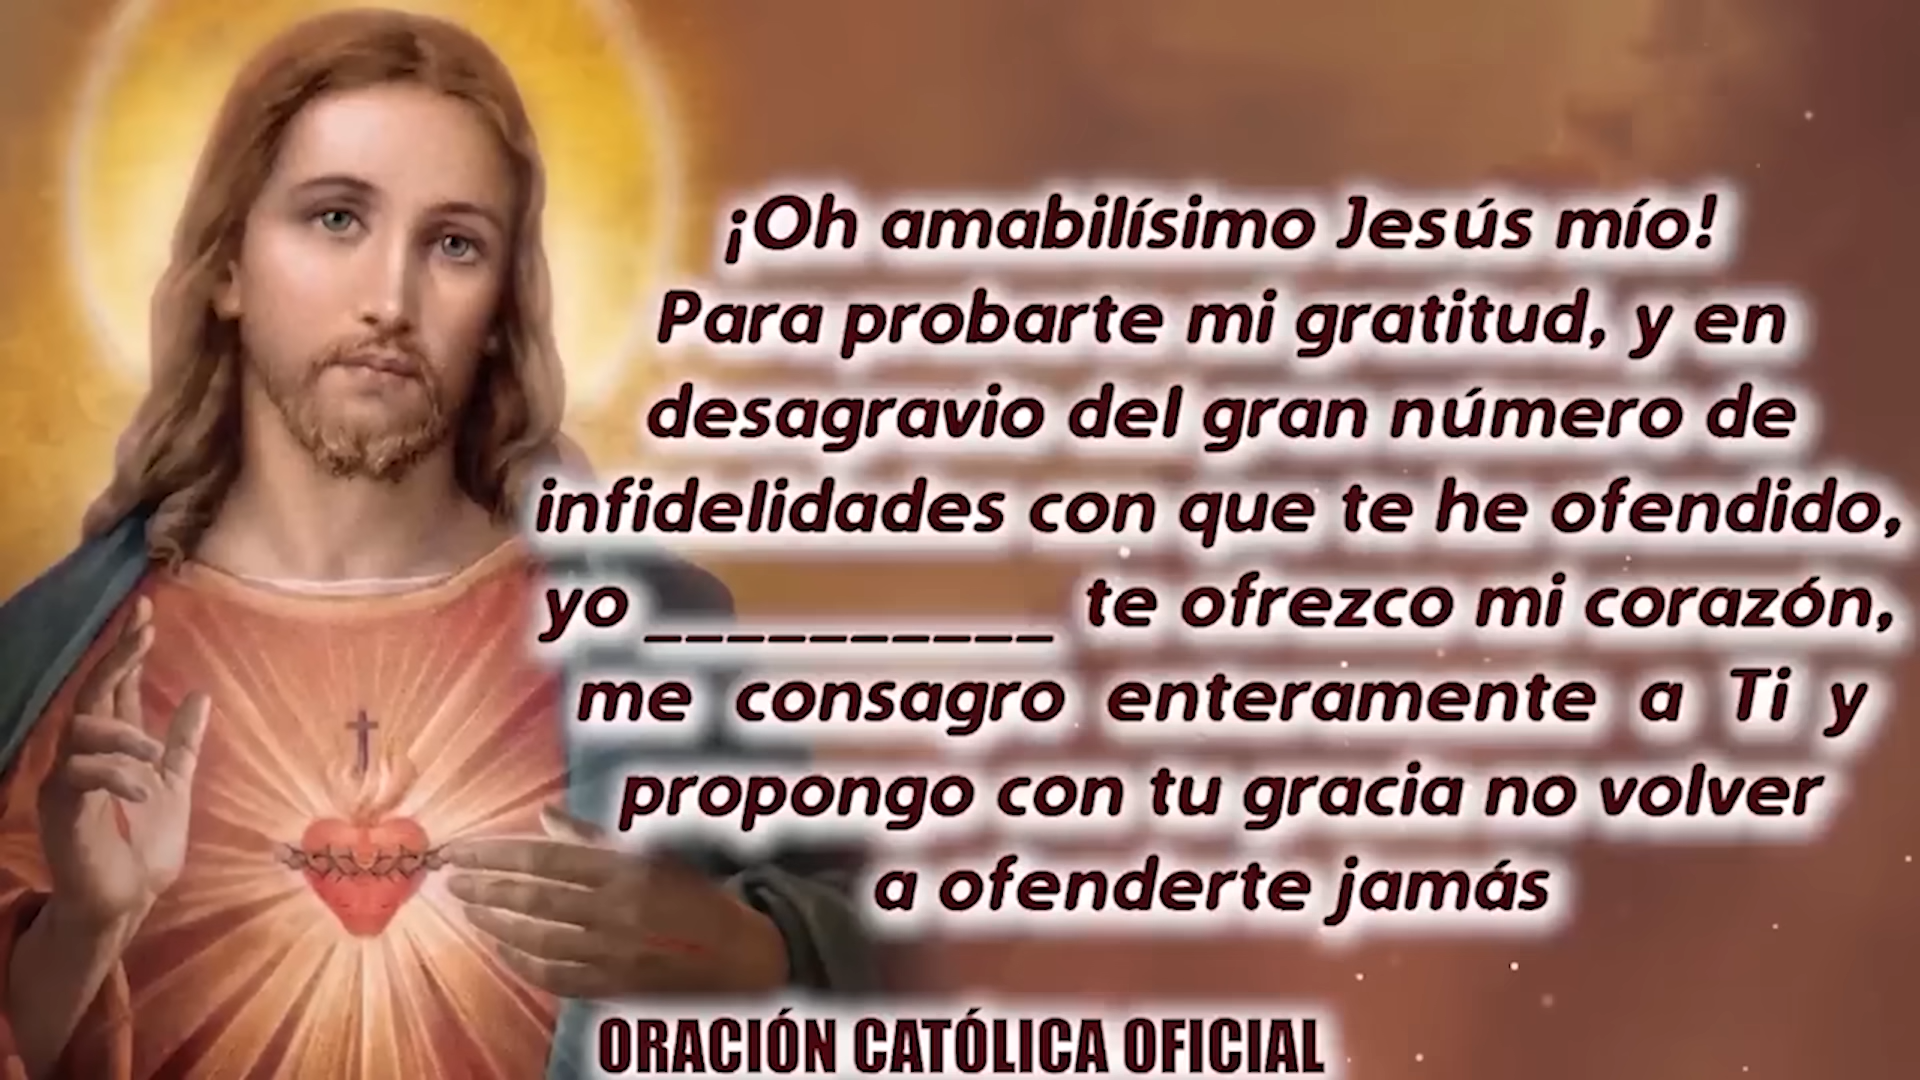 ¡Oh amabilísimo Jesús mío!
Para probarte mi gratitud, y en
desagravio del gran número de
infidelidades con que te he ofendido,
yo __________ te ofrezco mi corazón,
me consagro enteramente a Ti y
propongo con tu gracia no volver
a ofenderte jamás
ORACIÓN CATÓLICA OFICIAL